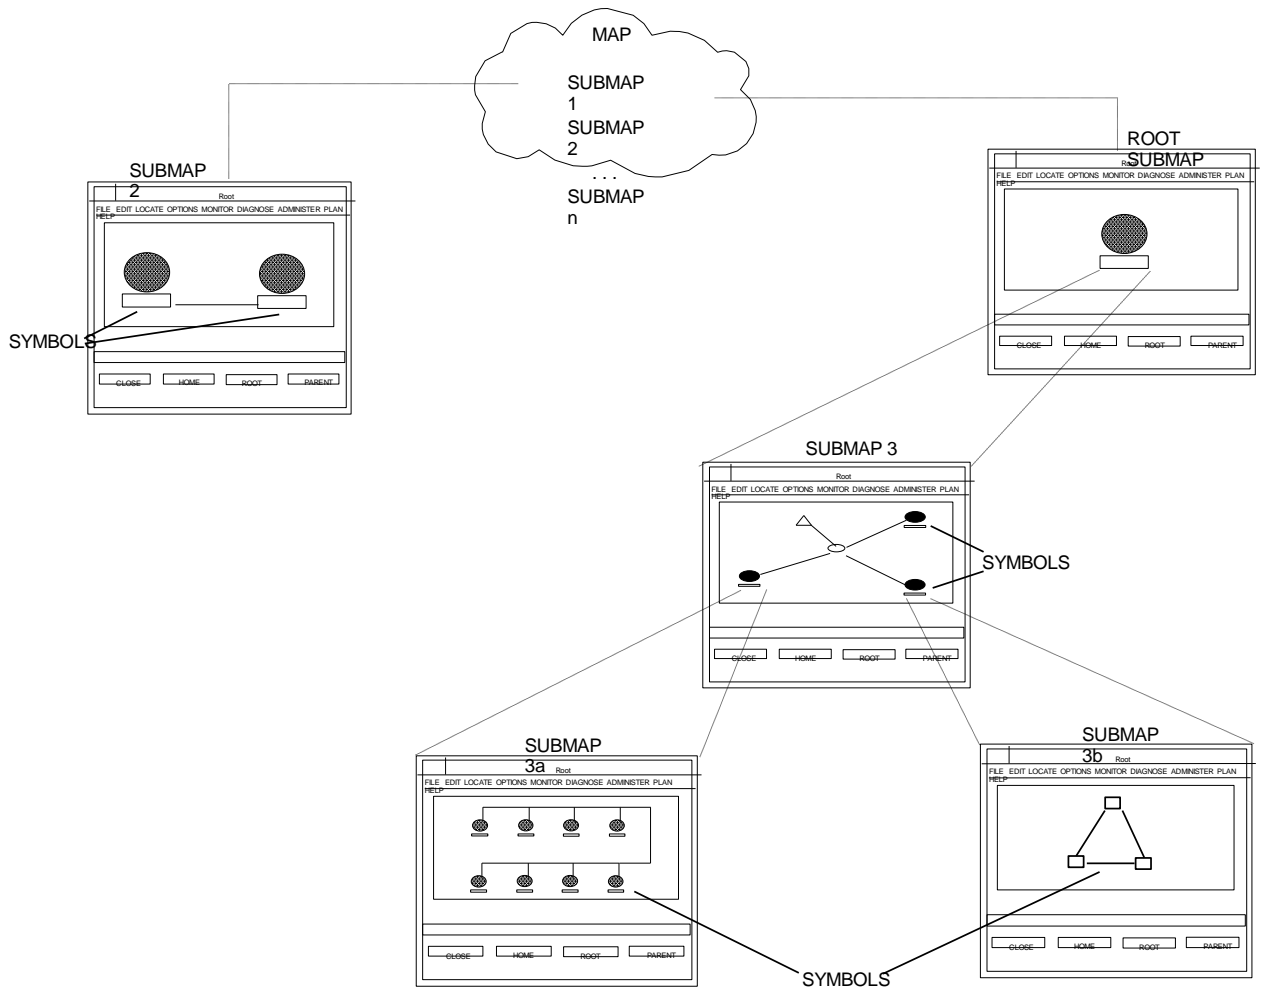 MAP
SUBMAP
1
SUBMAP
2
. . .
SUBMAP
n
SUBMAP
2
Root
FILE EDIT LOCATE OPTIONS MONITOR DIAGNOSE ADMINISTER PLAN
HELP
SYMBOLS
CLOSE HOME ROOT PARENT
ROOT
SUBMAP
Root
FILE EDIT LOCATE OPTIONS MONITOR DIAGNOSE ADMINISTER PLAN
HELP
CLOSE HOME ROOT PARENT
SUBMAP 3
Root
FILE EDIT LOCATE OPTIONS MONITOR DIAGNOSE ADMINISTER PLAN
HELP
SYMBOLS
CLOSE HOME ROOT PARENT
SUBMAP
3a
Root
FILE EDIT LOCATE OPTIONS MONITOR DIAGNOSE ADMINISTER PLAN
HELP
CLOSE HOME ROOT PARENT
SUBMAP
3b
Root
FILE EDIT LOCATE OPTIONS MONITOR DIAGNOSE ADMINISTER PLAN
HELP
CLOSE HOME ROOT PARENT
SYMBOLS